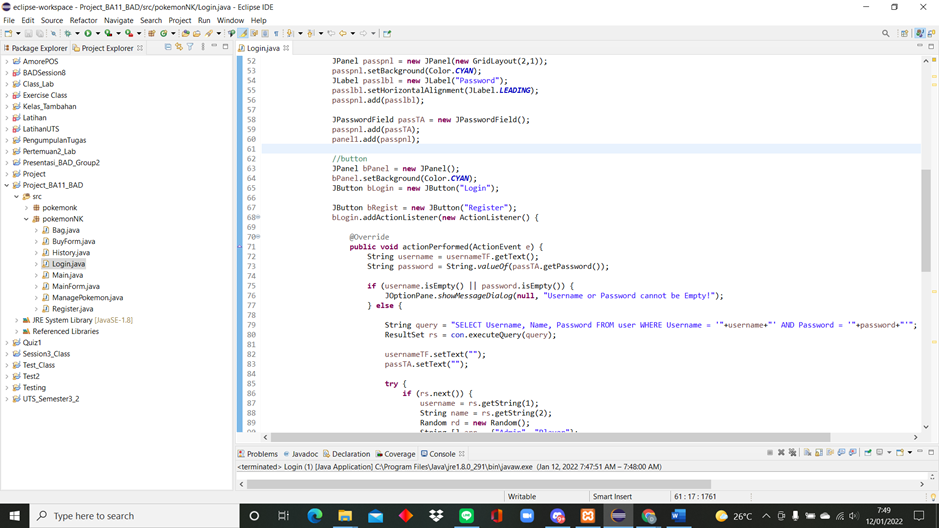 eclipse-workspace - Project_BA11_BAD/src/pokemonNK/Login.java - Eclipse IDE
File Edit Source Refactor Navigate Search Project Run Window Help
Package Explorer Project Explorer
AmorePOS
BADSession8
Class_Lab
Exercise Class
Kelas_Tambahan
Latihan
LatihanUTS
PengumpulanTugas
Pertemuan2_Lab
Presentasi_BAD_Group2
Project
Project_BA11_BAD
src
pokemonk
pokemonNK
Bag.java
BuyForm.java
History.java
Login.java
Main.java
MainForm.java
ManagePokemon.java
Register.java
JRE System Library [JavaSE-1.8]
Referenced Libraries
Quiz1
Session3_Class
Test_Class
Test2
Testing
UTS_Semester3_2
Login.java
52 JPanel passpnl = new JPanel(new GridLayout(2,1));
53 passpnl.setBackground(Color.CYAN);
54 JLabel passlbl = new JLabel("Password");
55 passlbl.setHorizontalAlignment(JLabel.LEADING);
56 passpnl.add(passlbl);
57
58 JPasswordField passTA = new JPasswordField();
59 passpnl.add(passTA);
60 panel1.add(passpnl);
61
62 //button
63 JPanel bPanel = new JPanel();
64 bPanel.setBackground(Color.CYAN);
65 JButton bLogin = new JButton("Login");
66
67 JButton bRegist = new JButton("Register");
68 bLogin.addActionListener(new ActionListener() {
69
70 @Override
71 public void actionPerformed(ActionEvent e) {
72 String username = usernameTF.getText();
73 String password = String.valueOf(passTA.getPassword());
74
75 if (username.isEmpty() || password.isEmpty()) {
76 JOptionPane.showMessageDialog(null, "Username or Password cannot be Empty!");
77 } else {
78
79 String query = "SELECT Username, Name, Password FROM user WHERE Username = '"+username+"' AND Password = '"+password+"'";
80 ResultSet rs = con.executeQuery(query);
81
82 usernameTF.setText("");
83 passTA.setText("");
84
85 try {
86 if (rs.next()) {
87 username = rs.getString(1);
88 String name = rs.getString(2);
89 Random rd = new Random();
Problems Javadoc Declaration Coverage Console
<terminated> Login (1) [Java Application] C:\Program Files\Java\jre1.8.0_291\bin\javaw.exe (Jan 12, 2022 7:47:51 AM – 7:48:00 AM)
Writable Smart Insert 61 : 17 : 1761
Type here to search
26°C
7:49
12/01/2022